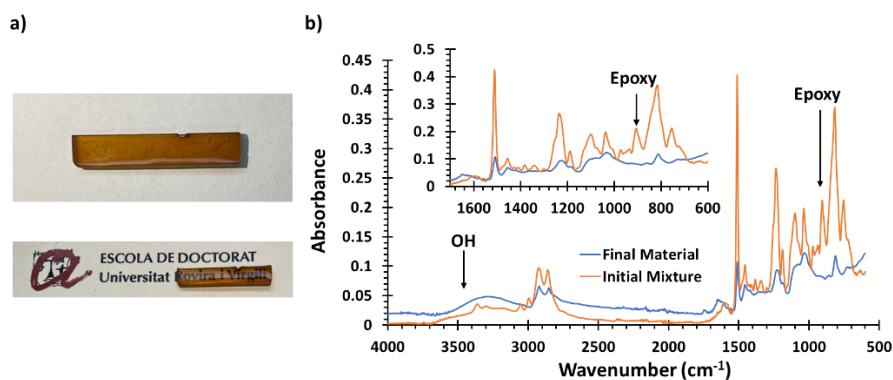 a)
ESCOLA DE DOCTORAT
Universitat Rovira i Virgili
b)
Absorbance
0.45
0.4
0.35
0.3
0.25
0.2
0.15
0.1
0.05
0
4000 3500 3000 2500 2000 1500 1000 500
Wavenumber (cm⁻¹)
OH
Epoxy
Final Material
Initial Mixture
0.5
0.4
0.3
0.2
0.1
0
1600 1400 1200 1000 800 600
Epoxy